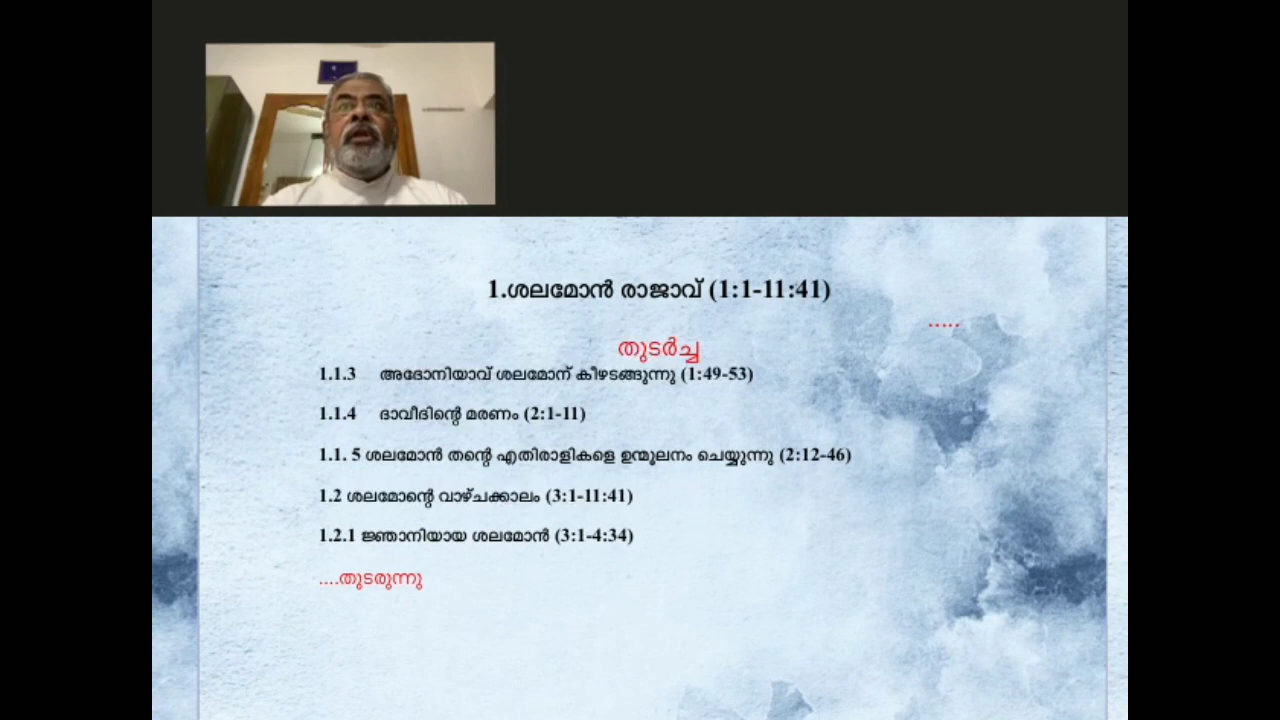 1.ശലമോൻ രാജാവ് (1:1-11:41)
.....
തുടർച്ച
1.1.3 അദോനിയാവ് ശലമോന് കീഴടങ്ങുന്നു (1:49-53)
1.1.4 ദാവീദിന്റെ മരണം (2:1-11)
1.1. 5 ശലമോൻ തന്റെ എതിരാളികളെ ഉന്മൂലനം ചെയ്യുന്നു (2:12-46)
1.2 ശലമോന്റെ വാഴ്ചക്കാലം (3:1-11:41)
1.2.1 ജ്ഞാനിയായ ശലമോൻ (3:1-4:34)
....തുടരുന്നു